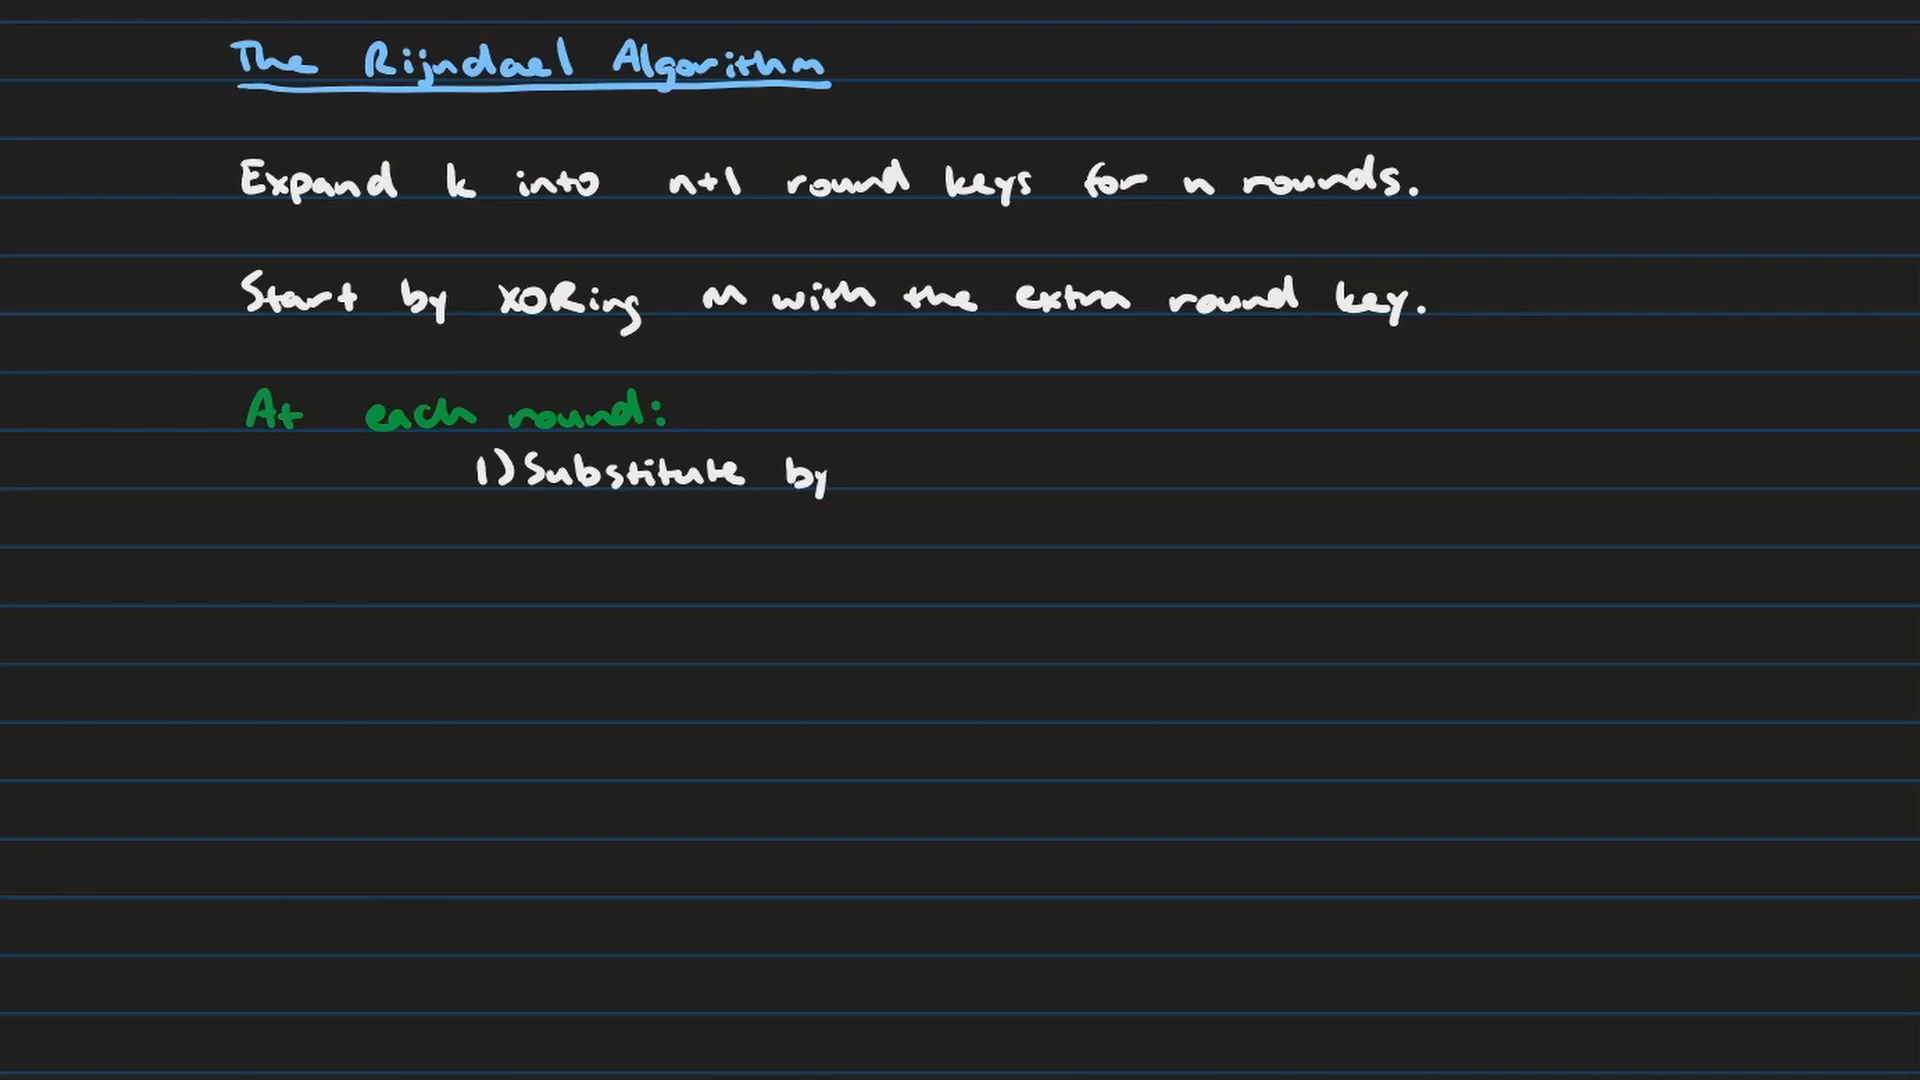 The Rijndael Algorithm
Expand k into n+1 round keys for n rounds.
Start by XORing m with the extra round key.
At each round:
1) Substitute by